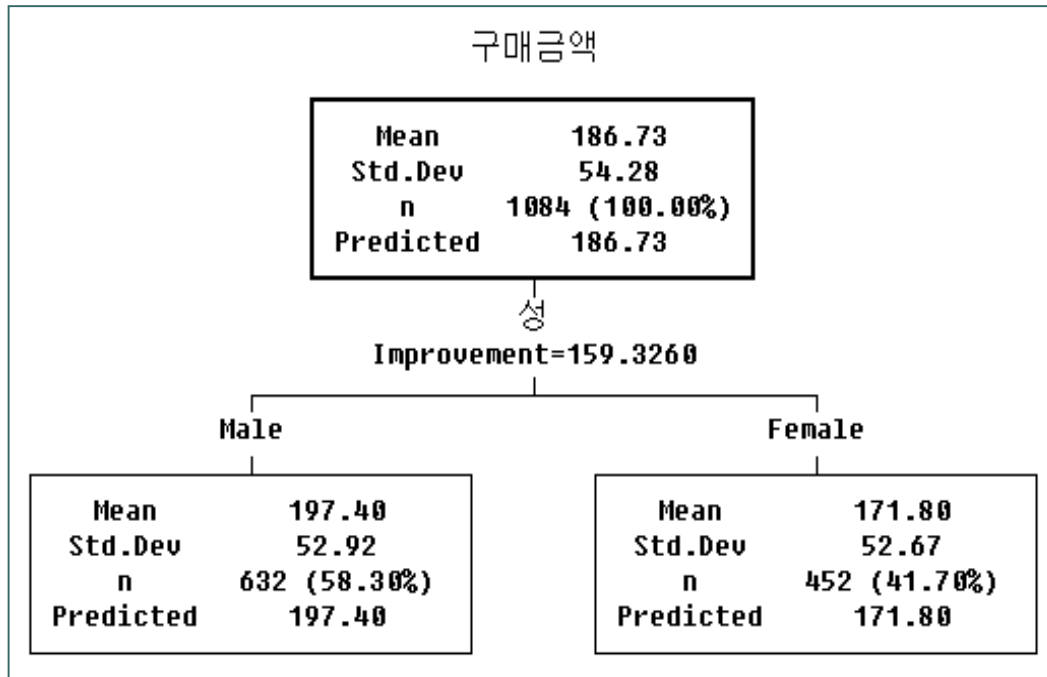 구매금액
Mean 186.73
Std.Dev 54.28
n 1084 (100.00%)
Predicted 186.73
성
Improvement=159.3260
Male
Female
Mean 197.40
Std.Dev 52.92
n 632 (58.30%)
Predicted 197.40
Mean 171.80
Std.Dev 52.67
n 452 (41.70%)
Predicted 171.80